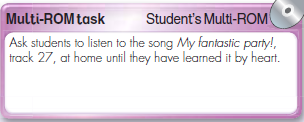 Multi-ROM task Student's Multi-ROM
Ask students to listen to the song My fantastic party!,
track 27, at home until they have learned it by heart.